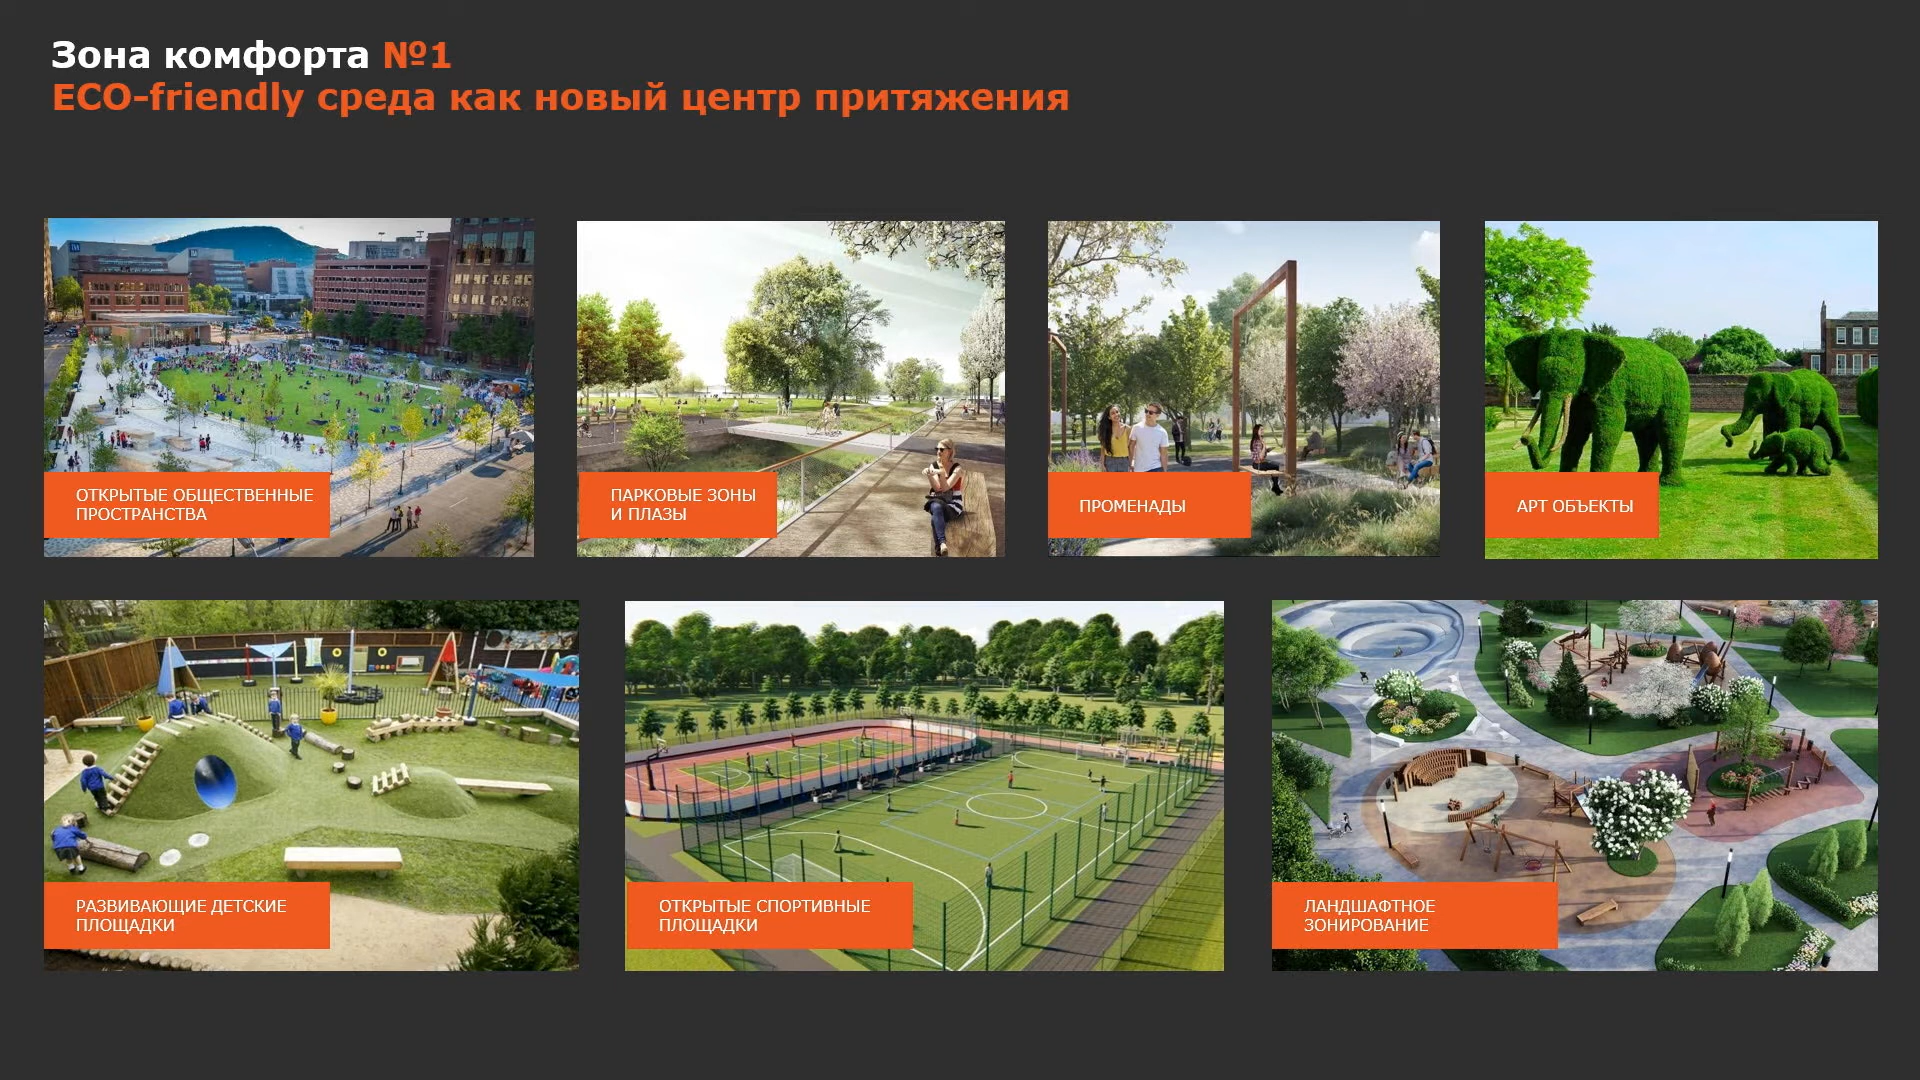 Зона комфорта №1
ECO-friendly среда как новый центр притяжения
ОТКРЫТЫЕ ОБЩЕСТВЕННЫЕ
ПРОСТРАНСТВА
ПАРКОВЫЕ ЗОНЫ
И ПЛАЗЫ
ПРОМЕНАДЫ
АРТ ОБЪЕКТЫ
РАЗВИВАЮЩИЕ ДЕТСКИЕ
ПЛОЩАДКИ
ОТКРЫТЫЕ СПОРТИВНЫЕ
ПЛОЩАДКИ
ЛАНДШАФТНОЕ
ЗОНИРОВАНИЕ